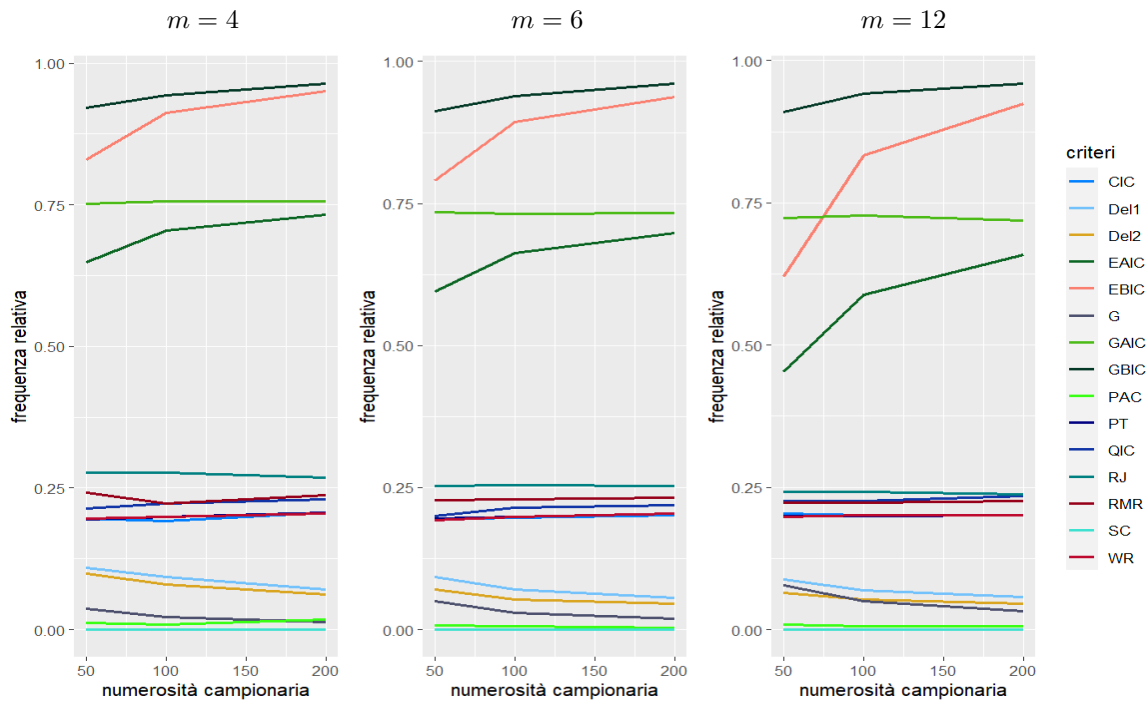 m = 4
m = 6
m = 12
1.00
0.75
0.50
0.25
0.00
frequenza relativa
50
100
150
200
numerosità campionaria
1.00
0.75
0.50
0.25
0.00
frequenza relativa
50
100
150
200
numerosità campionaria
1.00
0.75
0.50
0.25
0.00
frequenza relativa
50
100
150
200
numerosità campionaria
criteri
CIC
Del1
Del2
EAIC
EBIC
G
GAIC
GBIC
PAC
PT
QIC
RJ
RMR
SC
WR